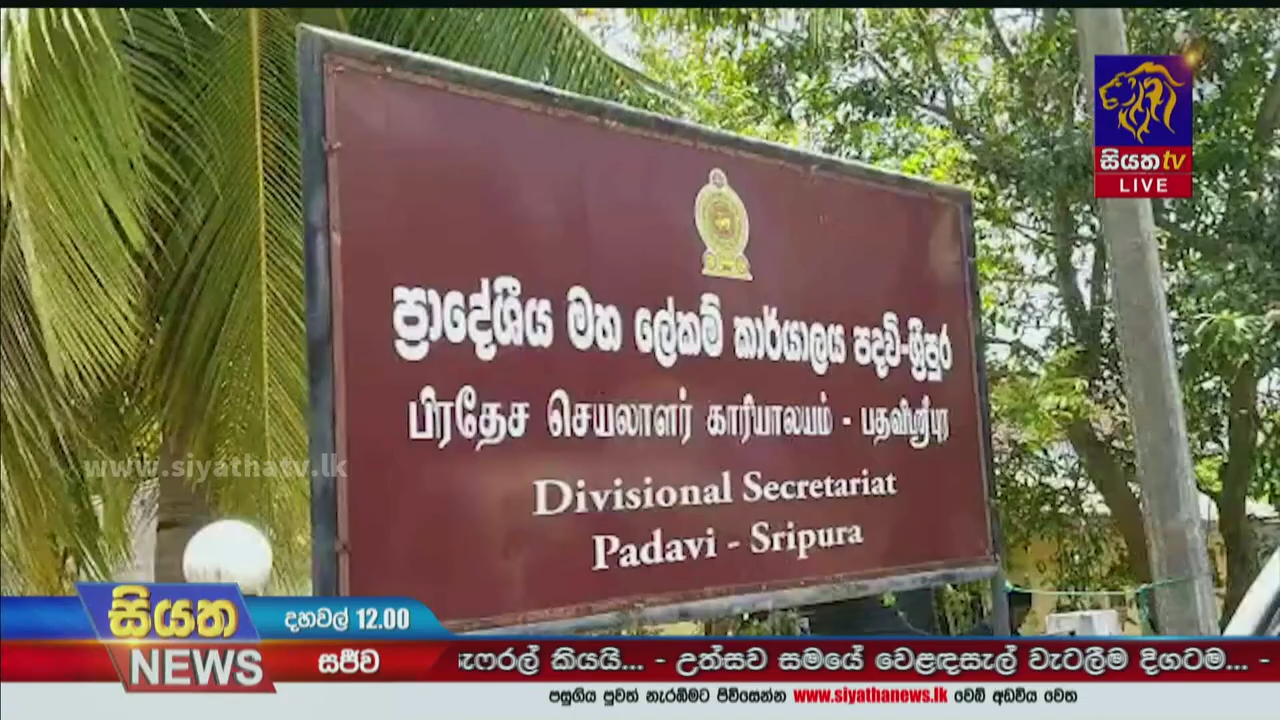 සියත tv
LIVE
ප්‍රාදේශීය මහ ලේකම් කාර්යාලය පදවි-ශ්‍රීපුර
பிரதேச செயலாளர் காரியாலயம் - பதவிஸ்ரீபுர
Divisional Secretariat
Padavi - Sripura
www.siyathatv.lk
සියත
NEWS
දහවල් 12.00
සජීව
ෆරල් කියයි... - උත්සව සමයේ වෙළඳසැල් වැටලීම දිගටම... -
පසුගිය පුවත් නැරඹීමට පිවිසෙන්න www.siyathanews.lk වෙබ් අඩවිය වෙත